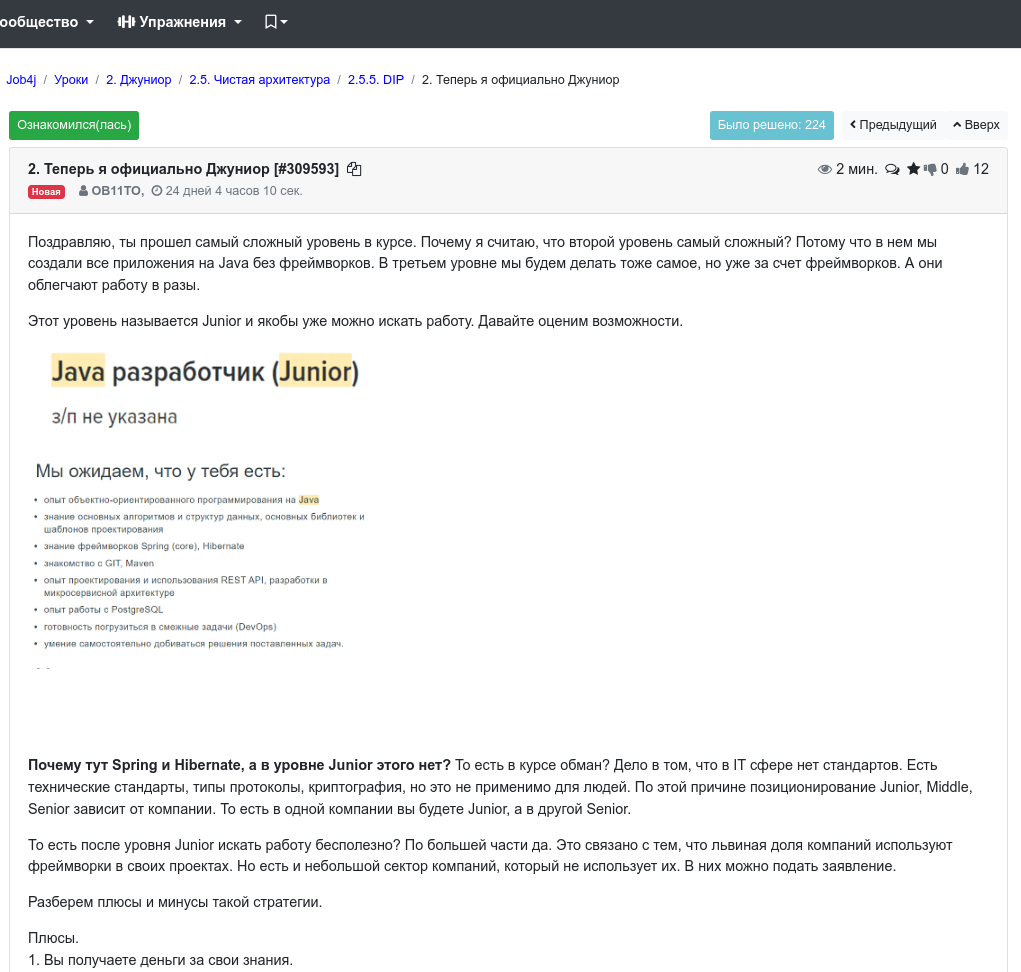 ообщество Упражнения
Job4j / Уроки / 2. Джуниор / 2.5. Чистая архитектура / 2.5.5. DIP / 2. Теперь я официально Джуниор
Ознакомился(лась) Было решено: 224 Предыдущий Вверх
2. Теперь я официально Джуниор [#309593] 2 мин. 0 12
Новая OB11TO, 24 дней 4 часов 10 сек.
Поздравляю, ты прошел самый сложный уровень в курсе. Почему я считаю, что второй уровень самый сложный? Потому что в нем мы
создали все приложения на Java без фреймворков. В третьем уровне мы будем делать тоже самое, но уже за счет фреймворков. А они
облегчают работу в разы.
Этот уровень называется Junior и якобы уже можно искать работу. Давайте оценим возможности.
Java разработчик (Junior)
з/п не указана
Мы ожидаем, что у тебя есть:
• опыт объектно-ориентированного программирования на Java
• знание основных алгоритмов и структур данных, основных библиотек и
шаблонов проектирования
• знание фреймворков Spring (core), Hibernate
• знакомство с GIT, Maven
• опыт проектирования и использования REST API, разработки в
микросервисной архитектуре
• опыт работы с PostgreSQL
• готовность погрузиться в смежные задачи (DevOps)
• умение самостоятельно добиваться решения поставленных задач.
Почему тут Spring и Hibernate, а в уровне Junior этого нет? То есть в курсе обман? Дело в том, что в IT сфере нет стандартов. Есть
технические стандарты, типы протоколы, криптография, но это не применимо для людей. По этой причине позиционирование Junior, Middle,
Senior зависит от компании. То есть в одной компании вы будете Junior, а в другой Senior.
То есть после уровня Junior искать работу бесполезно? По большей части да. Это связано с тем, что львиная доля компаний используют
фреймворки в своих проектах. Но есть и небольшой сектор компаний, который не использует их. В них можно подать заявление.
Разберем плюсы и минусы такой стратегии.
Плюсы.
1. Вы получаете деньги за свои знания.